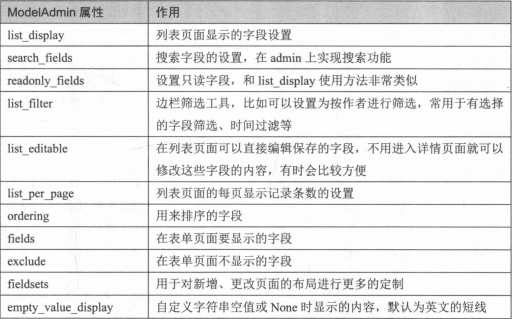 ModelAdmin 属性 作用
list_display 列表页面显示的字段设置
search_fields 搜索字段的设置，在 admin 上实现搜索功能
readonly_fields 设置只读字段，和 list_display 使用方法非常类似
list_filter 边栏筛选工具，比如可以设置为按作者进行筛选，常用于有选择
的字段筛选、时间过滤等
list_editable 在列表页面可以直接编辑保存的字段，不用进入详情页面就可以
修改这些字段的内容，有时会比较方便
list_per_page 列表页面的每页显示记录条数的设置
ordering 用来排序的字段
fields 在表单页面要显示的字段
exclude 在表单页面不显示的字段
fieldsets 用于对新增、更改页面的布局进行更多的定制
empty_value_display 自定义字符串空值或 None 时显示的内容，默认为英文的短线